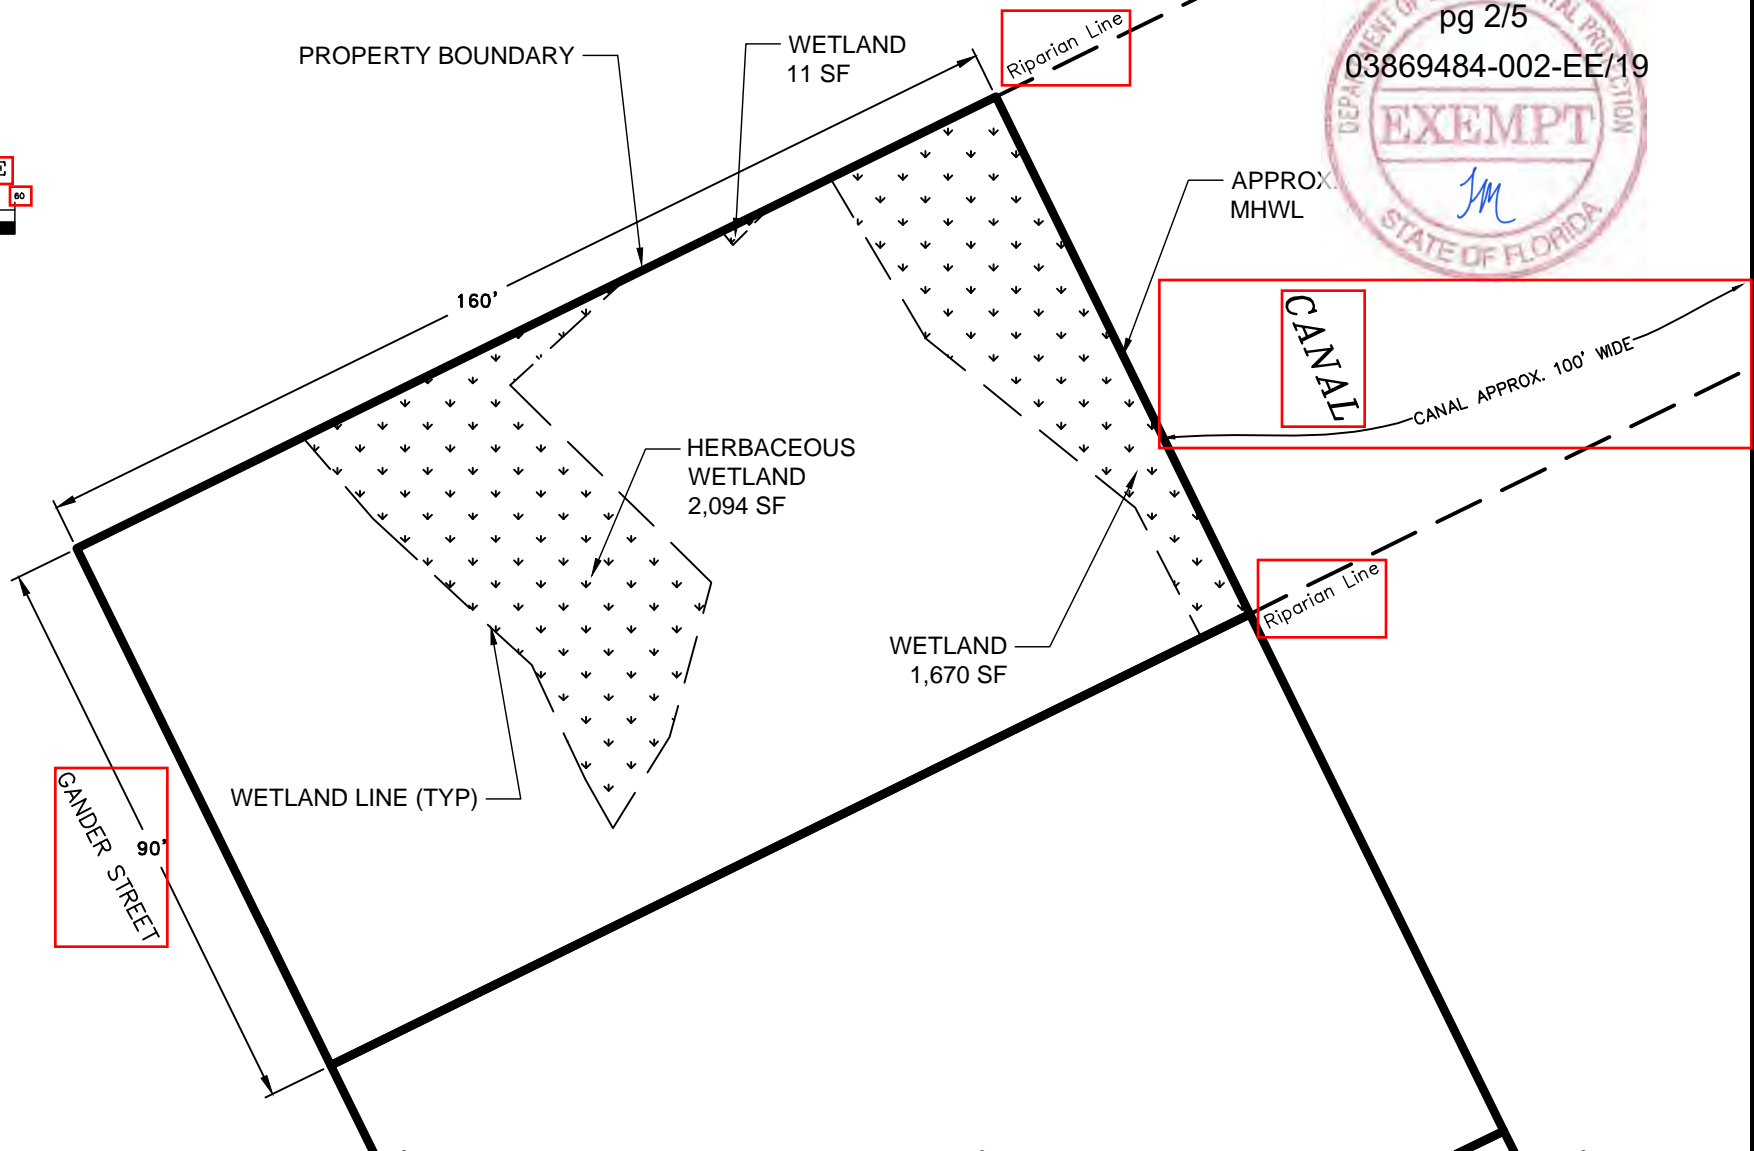 pg 2/5
03869484-002-EE/19
EXEMPT
STATE OF FLORIDA
Riparian Line
PROPERTY BOUNDARY
WETLAND
11 SF
60
APPROX.
MHWL
160'
CANAL
CANAL APPROX. 100' WIDE
HERBACEOUS
WETLAND
2,094 SF
Riparian Line
WETLAND
1,670 SF
WETLAND LINE (TYP)
90'
GANDER STREET